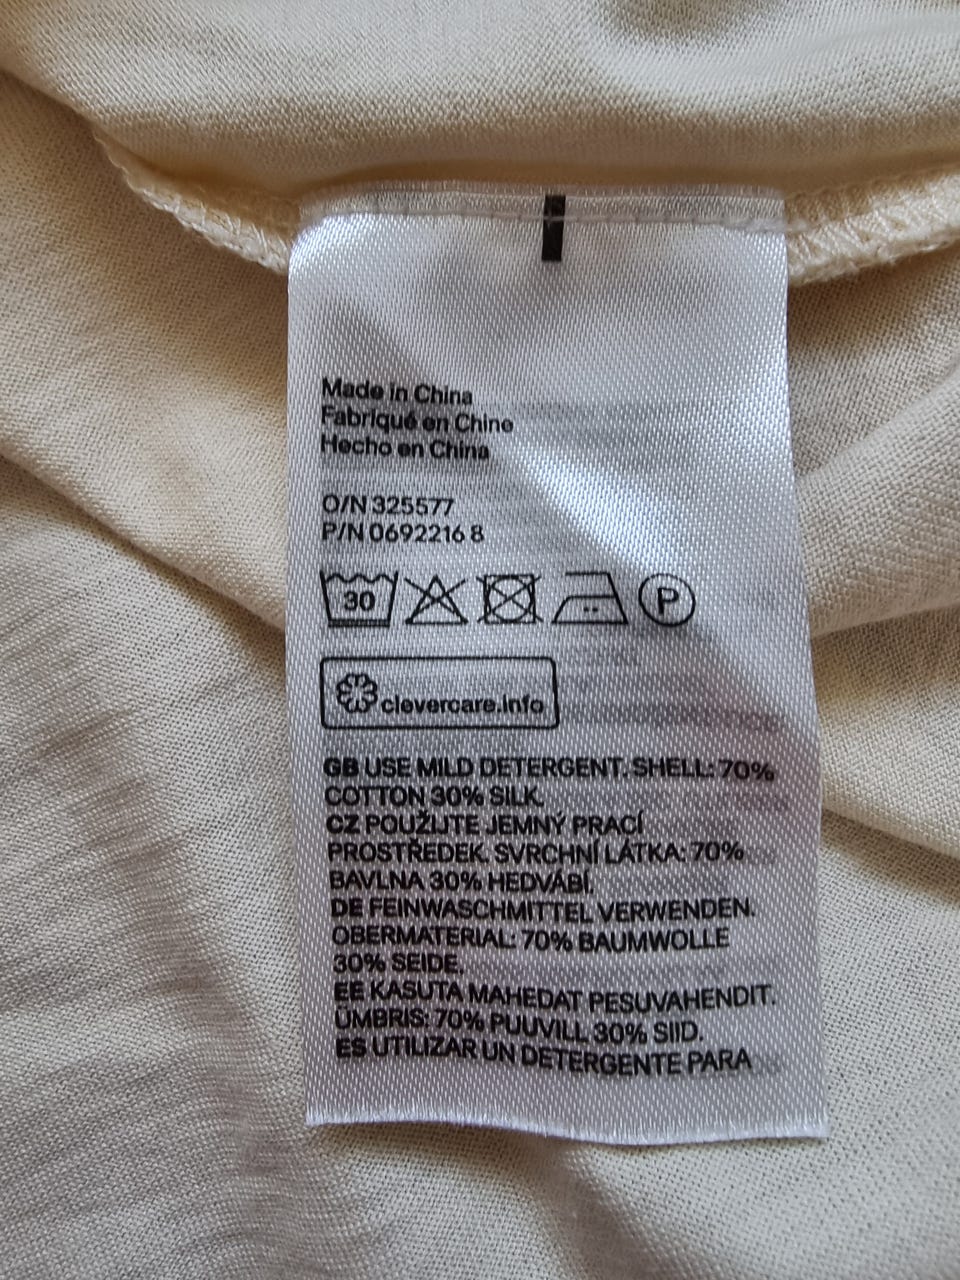 Made in China
Fabriqué en Chine
Hecho en China
O/N 325577
P/N 0692216 8
30 P
clevercare.info
GB USE MILD DETERGENT. SHELL: 70%
COTTON 30% SILK.
CZ POUŽIJTE JEMNÝ PRACÍ
PROSTŘEDEK. SVRCHNÍ LÁTKA: 70%
BAVLNA 30% HEDVÁBÍ.
DE FEINWASCHMITTEL VERWENDEN.
OBERMATERIAL: 70% BAUMWOLLE
30% SEIDE.
EE KASUTA MAHEDAT PESUVAHENDIT.
ÜMBRIS: 70% PUUVILL 30% SIID.
ES UTILIZAR UN DETERGENTE PARA